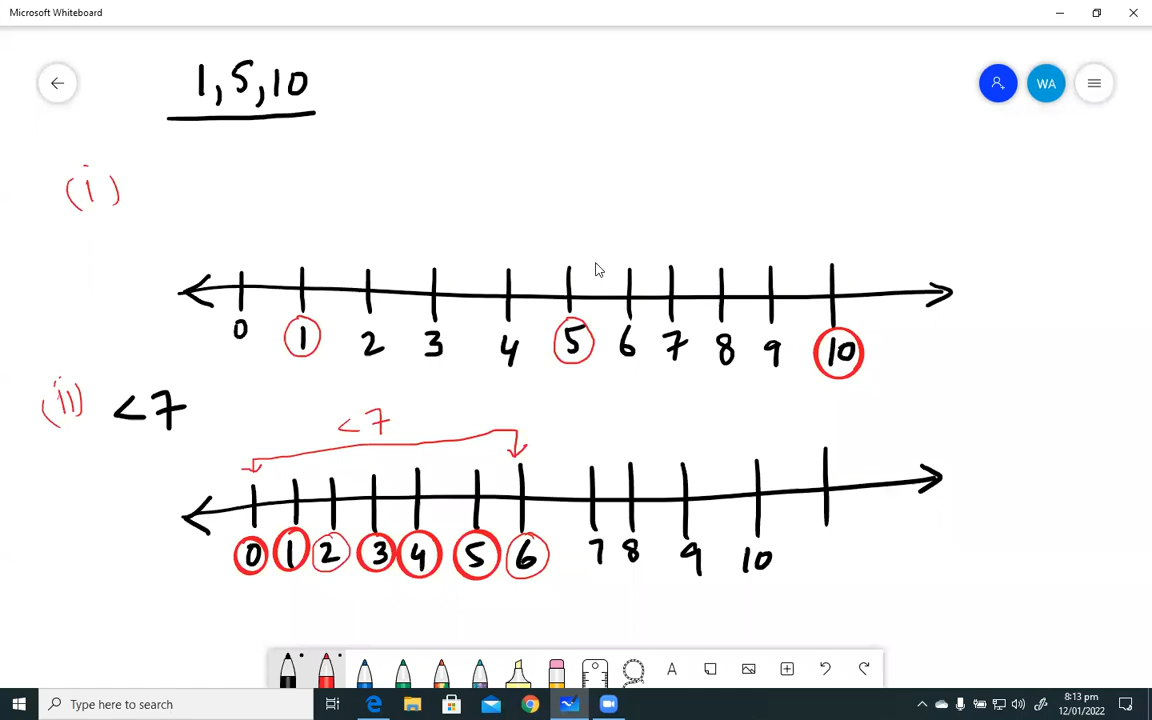 Microsoft Whiteboard
1, 5, 10
WA
(i)
0 1 2 3 4 5 6 7 8 9 10
(ii) <7
<7
0 1 2 3 4 5 6 7 8 9 10
A
Type here to search
8:13 pm
12/01/2022